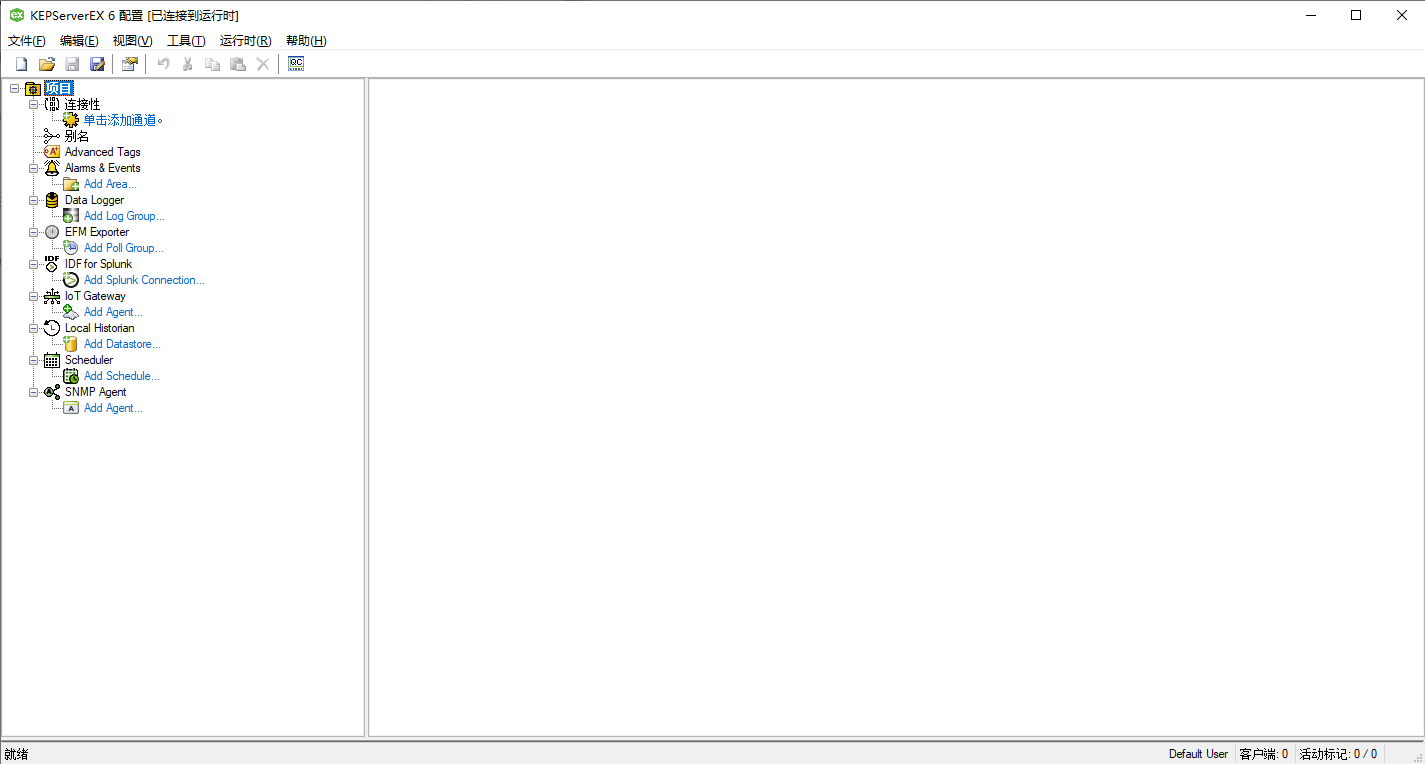 KEPServerEX 6 配置 [已连接到运行时]
文件(F) 编辑(E) 视图(V) 工具(T) 运行时(R) 帮助(H)
QC
项目
连接性
单击添加通道。
别名
Advanced Tags
Alarms & Events
Add Area...
Data Logger
Add Log Group...
EFM Exporter
Add Poll Group...
IDF for Splunk
Add Splunk Connection...
IoT Gateway
Add Agent...
Local Historian
Add Datastore...
Scheduler
Add Schedule...
SNMP Agent
Add Agent...
就绪 Default User 客户端: 0 活动标记: 0 / 0